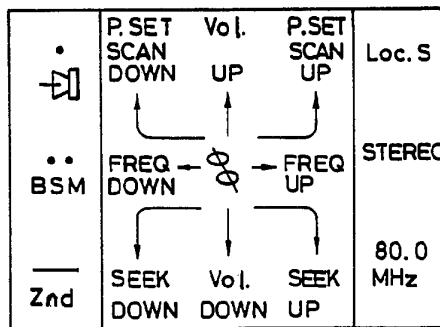 P.SET Vol. P.SET
SCAN SCAN
DOWN UP UP
Loc.S
FREQ FREQ
DOWN UP
STEREO
BSM
80.0
MHz
SEEK Vol. SEEK
DOWN DOWN UP
Znd